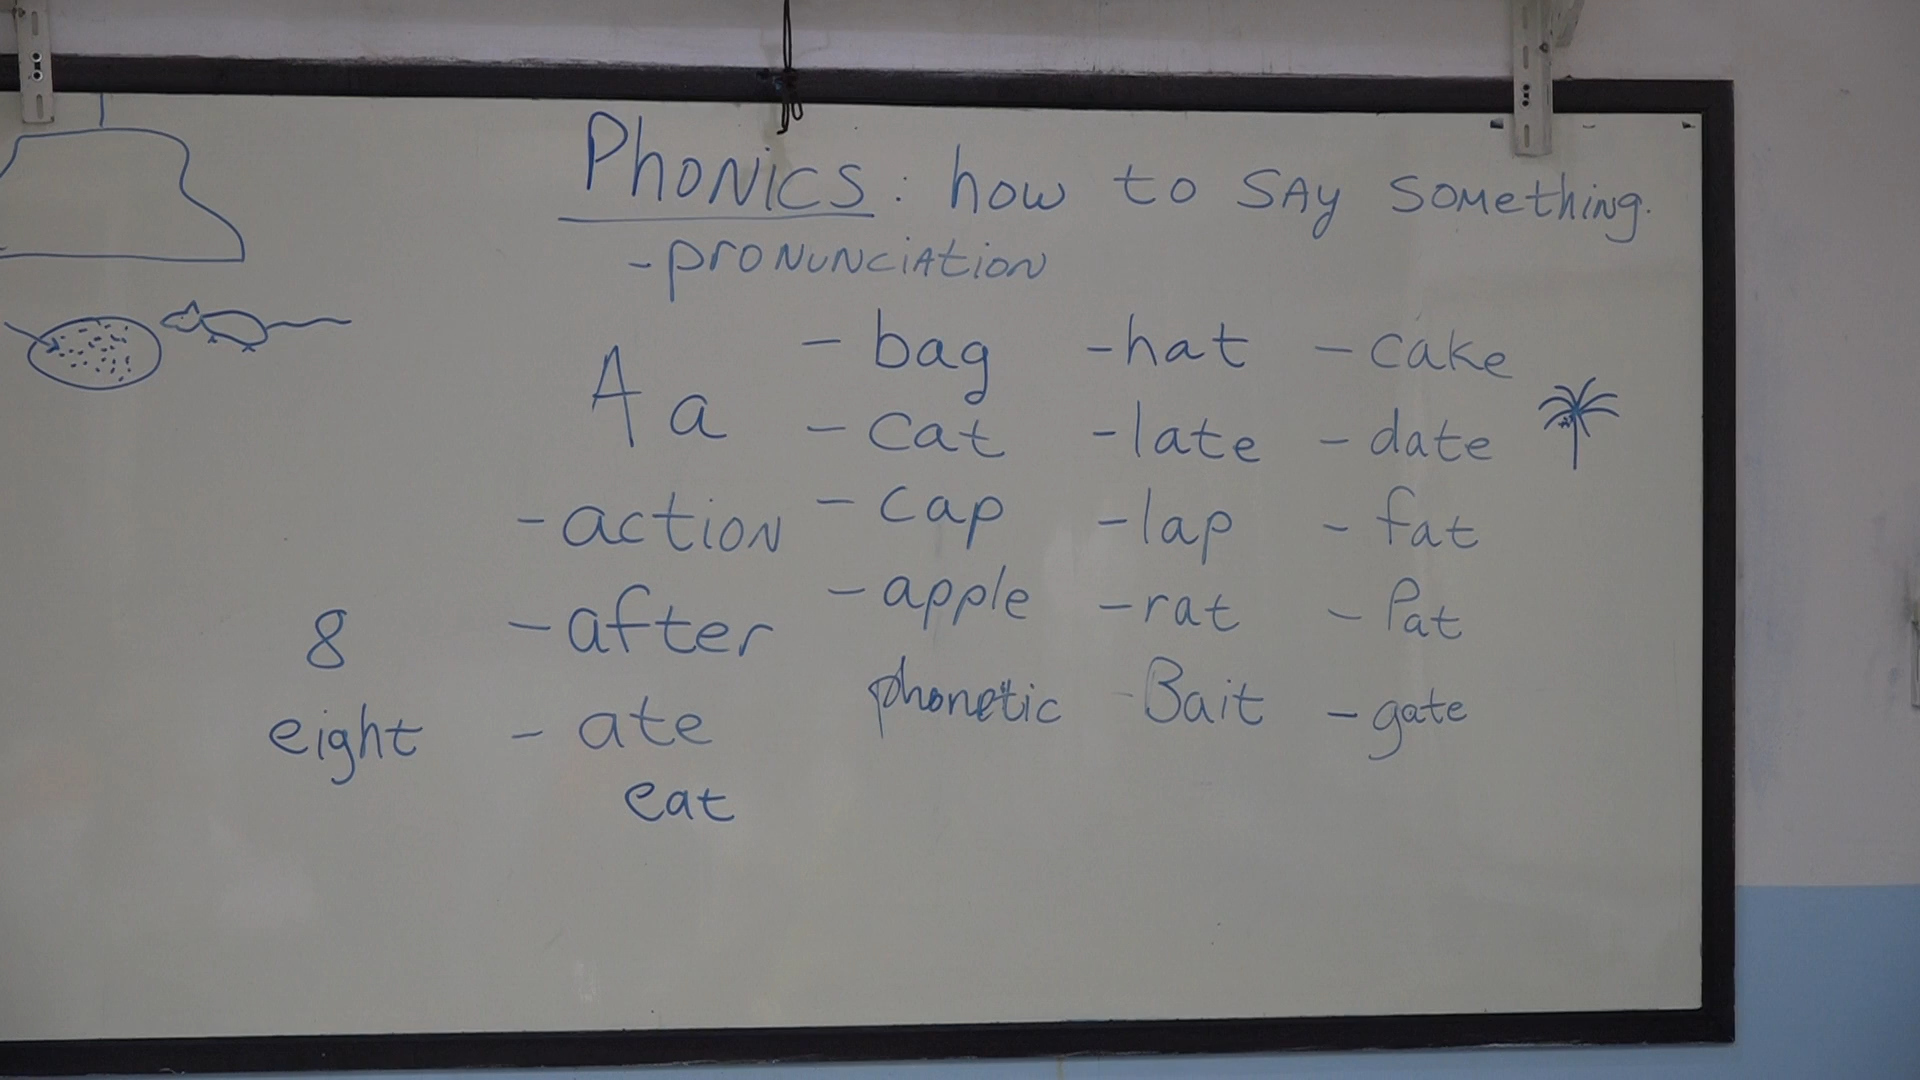 Phonics: how to say something.
- pronunciation
A a
- bag - hat - cake
- cat - late - date
- action - cap - lap - fat
8 - after - apple - rat - Pat
eight - ate phonetic - Bait - gate
eat